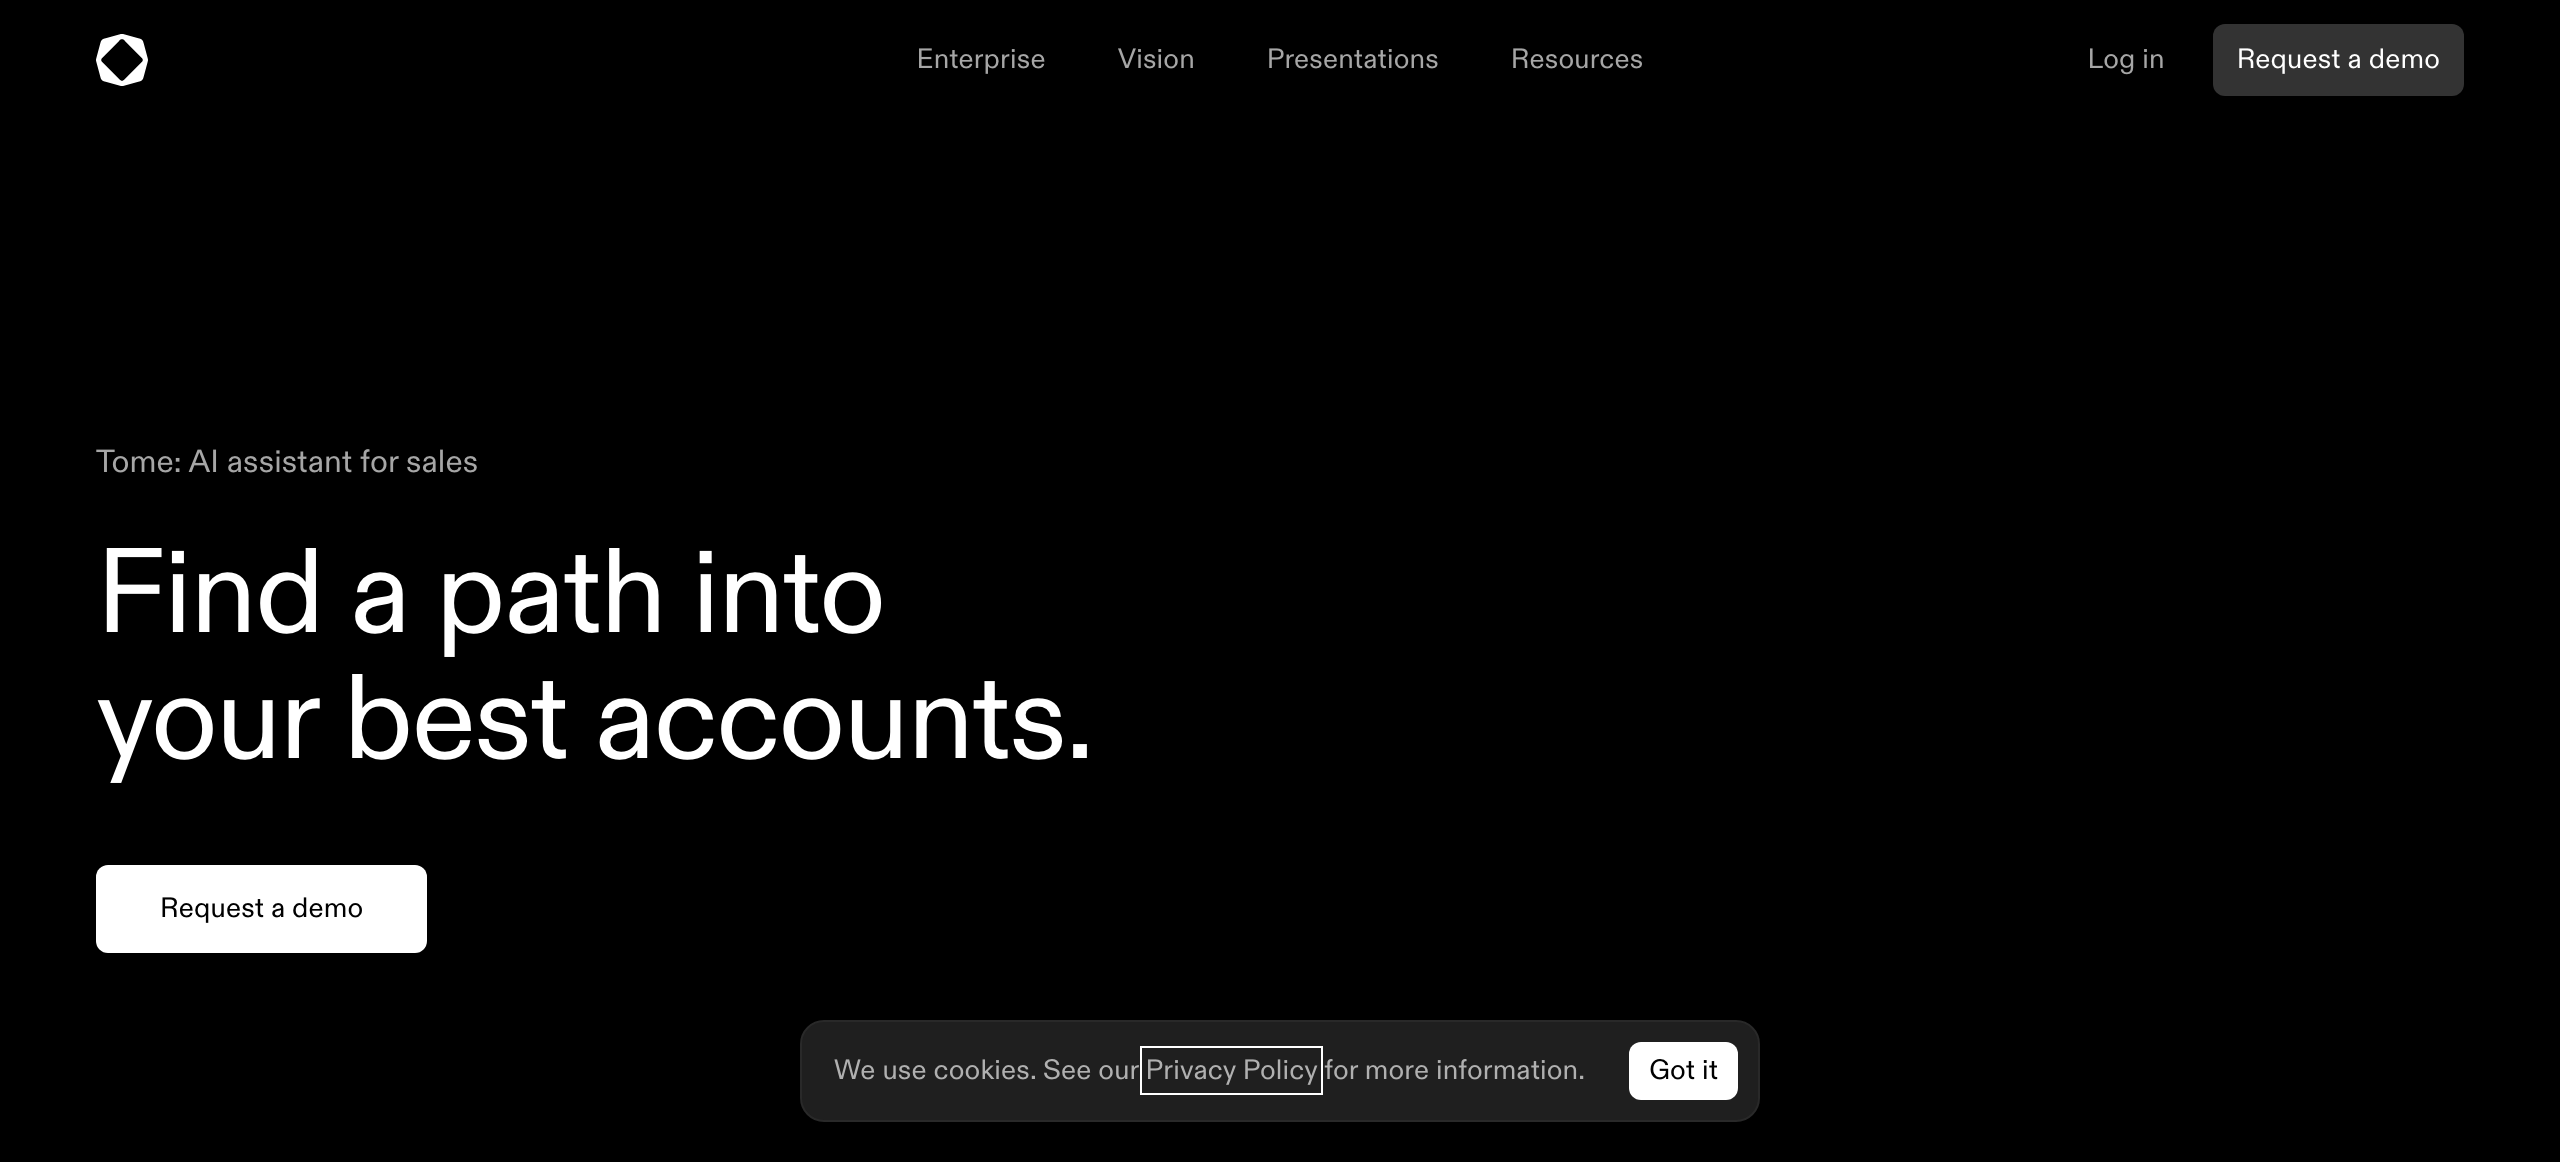 Enterprise
Vision
Presentations
Resources
Log in
Request a demo
Tome: AI assistant for sales
Find a path into
your best accounts.
Request a demo
We use cookies. See our Privacy Policy for more information.
Got it